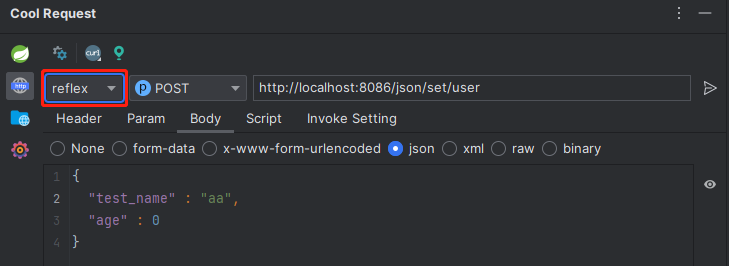 Cool Request
curl
http
reflex POST http://localhost:8086/json/set/user
Header Param Body Script Invoke Setting
None form-data x-www-form-urlencoded json xml raw binary
1 {
2 "test_name" : "aa",
3 "age" : 0
4 }